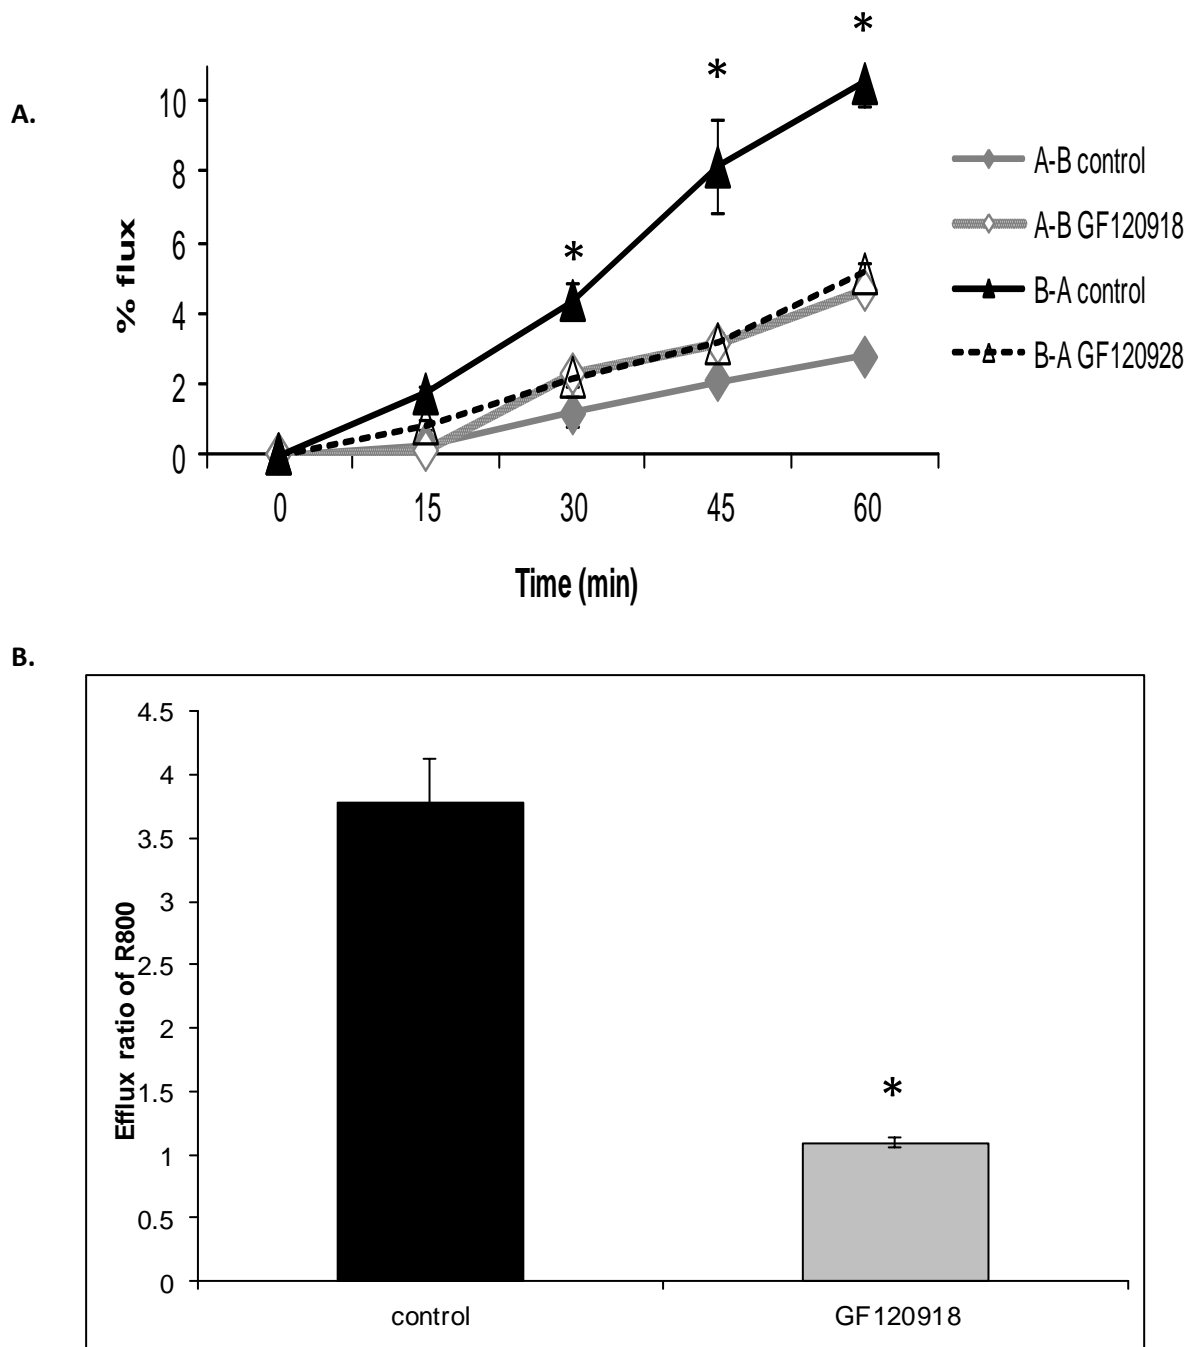 A.
*
*
*
% flux
10
8
6
4
2
0
0 15 30 45 60
Time (min)
A-B control
A-B GF120918
B-A control
B-A GF120928
B.
Efflux ratio of R800
4.5
4
3.5
3
2.5
2
1.5
1
0.5
0
*
control GF120918